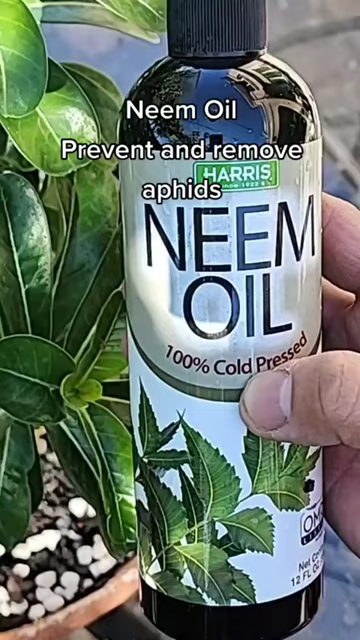 Neem Oil
Prevent and remove
aphids
HARRIS
NEEM
OIL
100% Cold Pressed